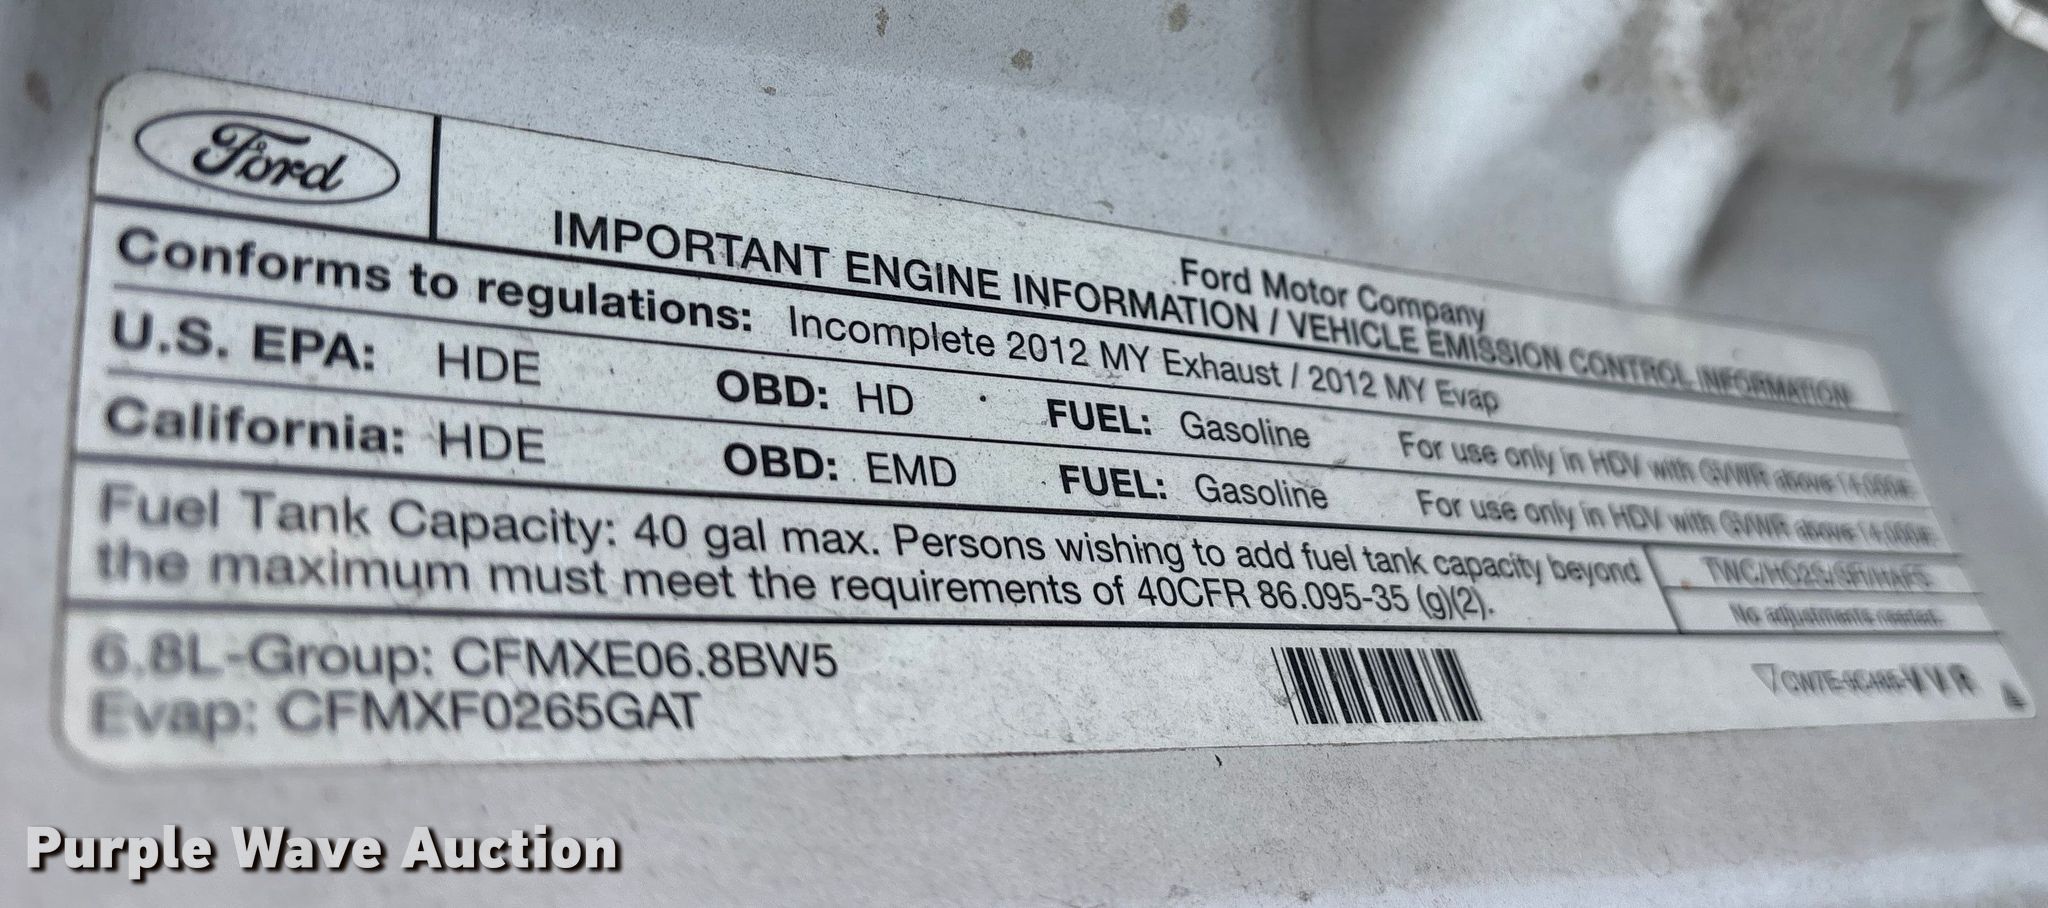 Ford
Ford Motor Company
IMPORTANT ENGINE INFORMATION / VEHICLE EMISSION CONTROL INFORMATION
Conforms to regulations: Incomplete 2012 MY Exhaust / 2012 MY Evap
U.S. EPA: HDE OBD: HD FUEL: Gasoline For use only in HDV with GVWR above 14,000#.
California: HDE OBD: EMD FUEL: Gasoline For use only in HDV with GVWR above 14,000#.
Fuel Tank Capacity: 40 gal max. Persons wishing to add fuel tank capacity beyond
the maximum must meet the requirements of 40CFR 86.095-35 (g)(2).
TWC/HO2S/SFI/HAFS
No adjustments needed.
6.8L-Group: CFMXE06.8BW5
Evap: CFMXF0265GAT
Purple Wave Auction